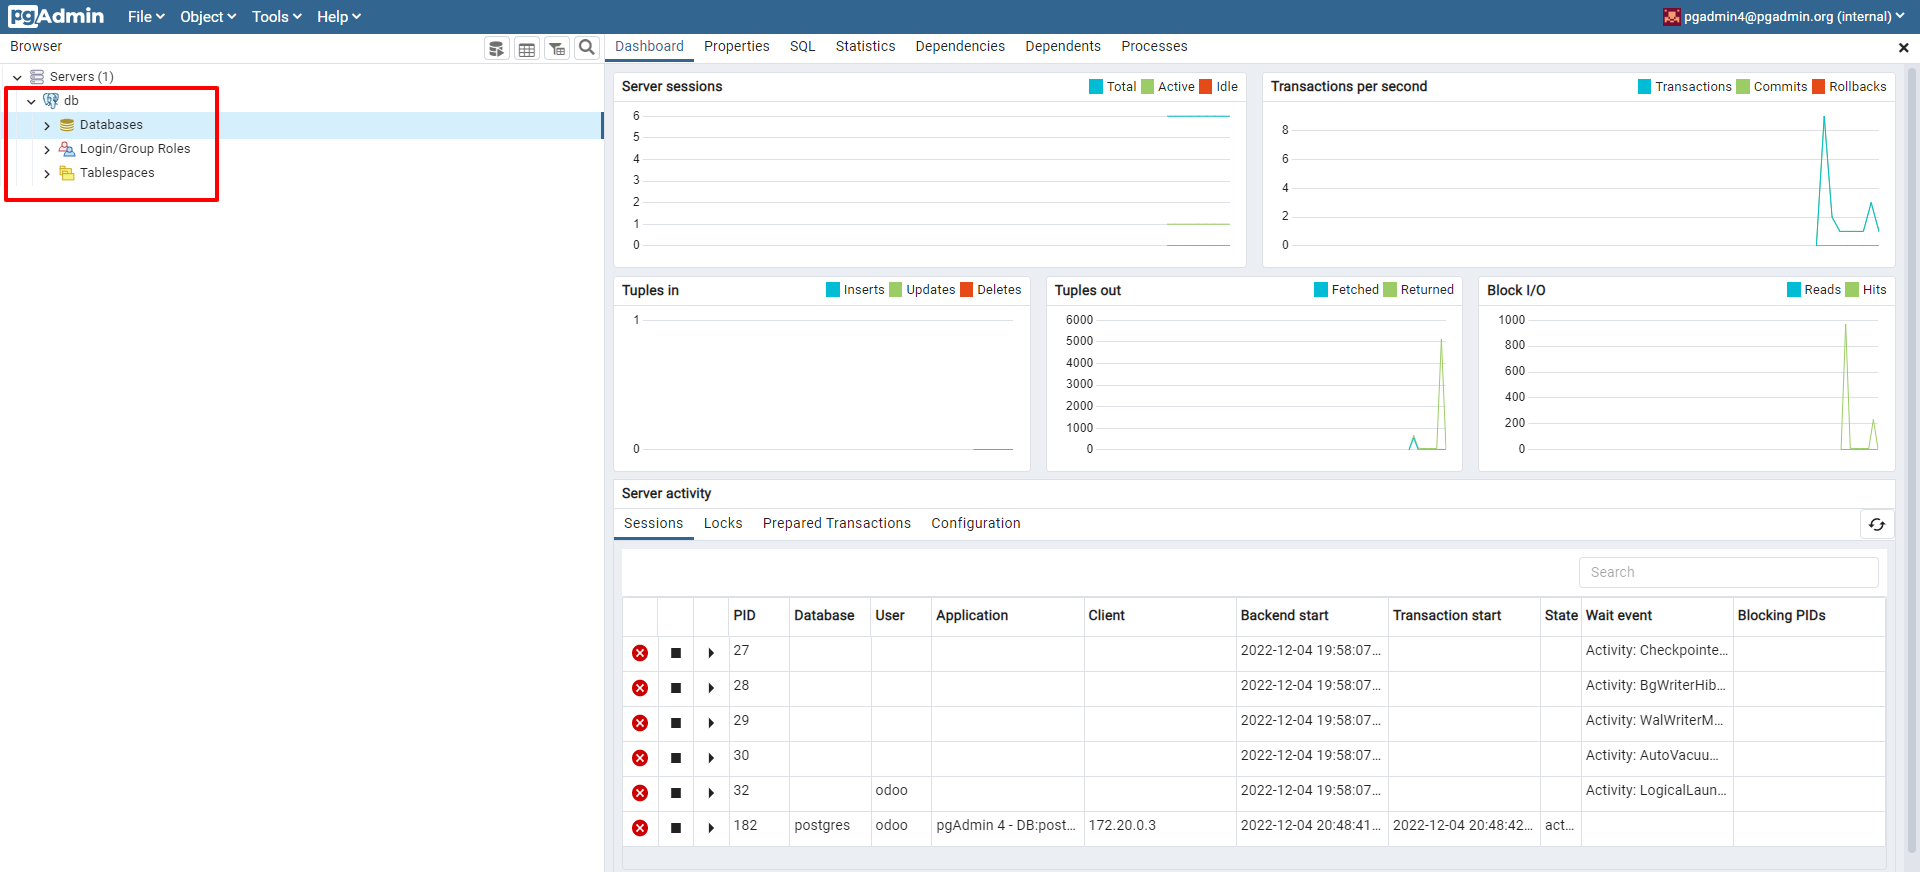 pgAdmin File Object Tools Help pgadmin4@pgadmin.org (internal)
Browser
Servers (1)
db
Databases
Login/Group Roles
Tablespaces
Dashboard Properties SQL Statistics Dependencies Dependents Processes
Server sessions Total Active Idle
6
5
4
3
2
1
0
Transactions per second Transactions Commits Rollbacks
8
6
4
2
0
Tuples in Inserts Updates Deletes
1
0
Tuples out Fetched Returned
6000
5000
4000
3000
2000
1000
0
Block I/O Reads Hits
1000
800
600
400
200
0
Server activity
Sessions Locks Prepared Transactions Configuration
Search
PID Database User Application Client Backend start Transaction start State Wait event Blocking PIDs
27 2022-12-04 19:58:07... Activity: Checkpointe...
28 2022-12-04 19:58:07... Activity: BgWriterHib...
29 2022-12-04 19:58:07... Activity: WalWriterM...
30 2022-12-04 19:58:07... Activity: AutoVacuu...
32 odoo 2022-12-04 19:58:07... Activity: LogicalLaun...
182 postgres odoo pgAdmin 4 - DB:post... 172.20.0.3 2022-12-04 20:48:41... 2022-12-04 20:48:42... act...